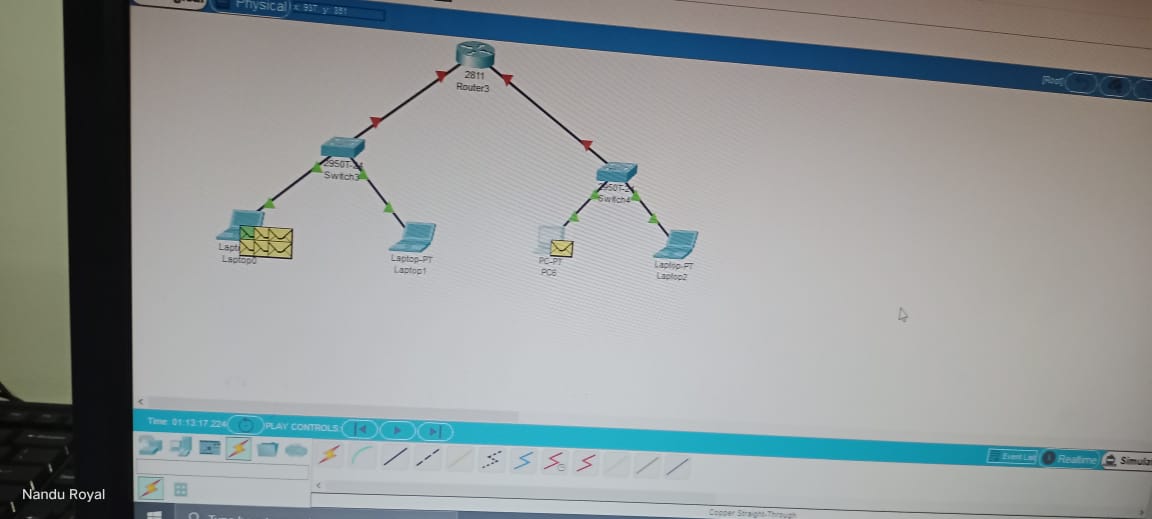 Physical x: 937, y: 351
[Root]
2811
Router3
2950T-24
Switch3
2950T-24
Switch4
Lapt
Laptop0
Laptop-PT
Laptop1
PC-PT
PC6
Laptop-PT
Laptop2
Time: 01:13:17.224 PLAY CONTROLS:
Event List Realtime Simula
Copper Straight-Through
Nandu Royal